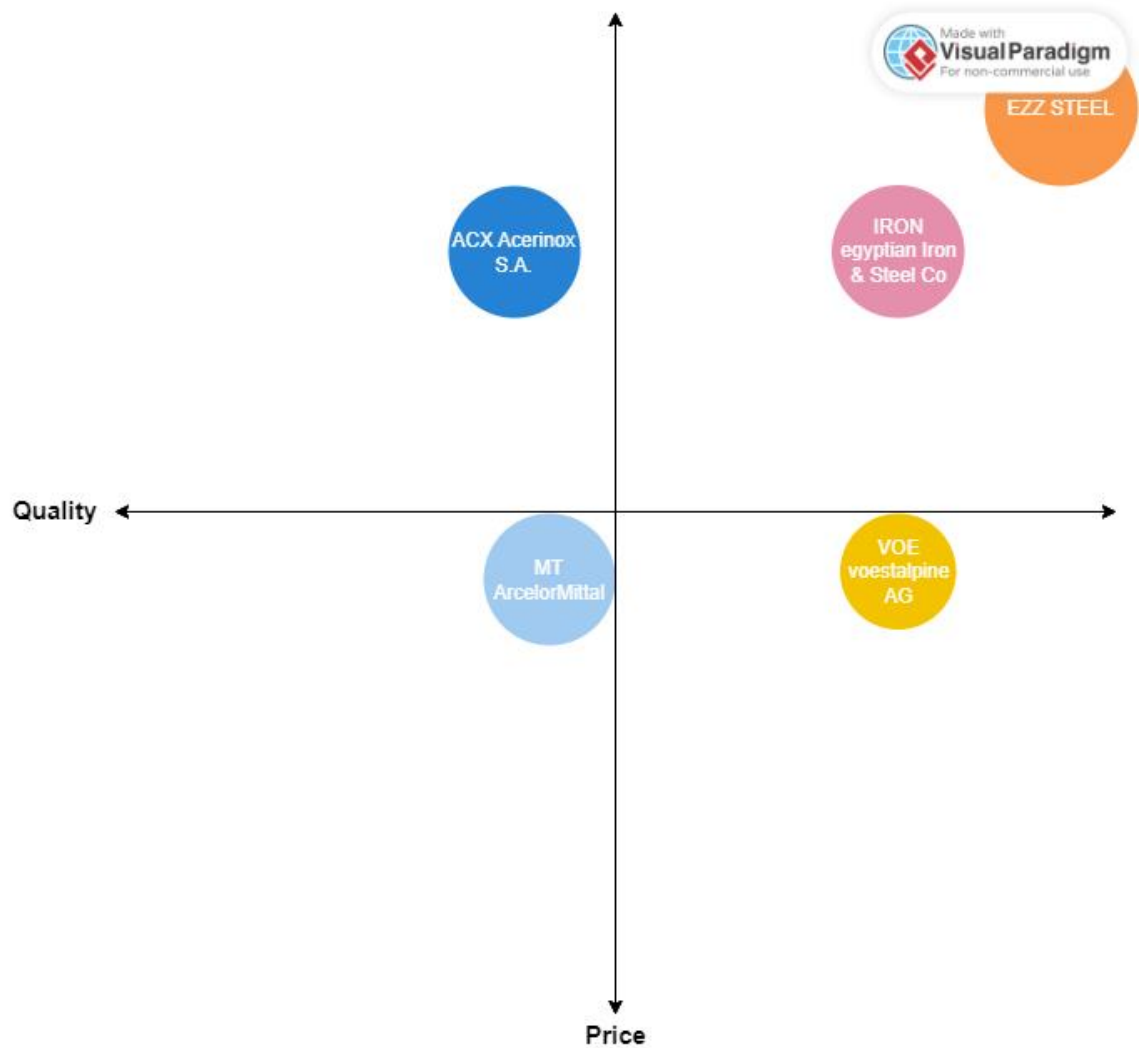 Made with
Visual Paradigm
For non-commercial use
EZZ STEEL
ACX Acerinox
S.A.
IRON
egyptian Iron
& Steel Co
Quality
MT
ArcelorMittal
VOE
voestalpine
AG
Price